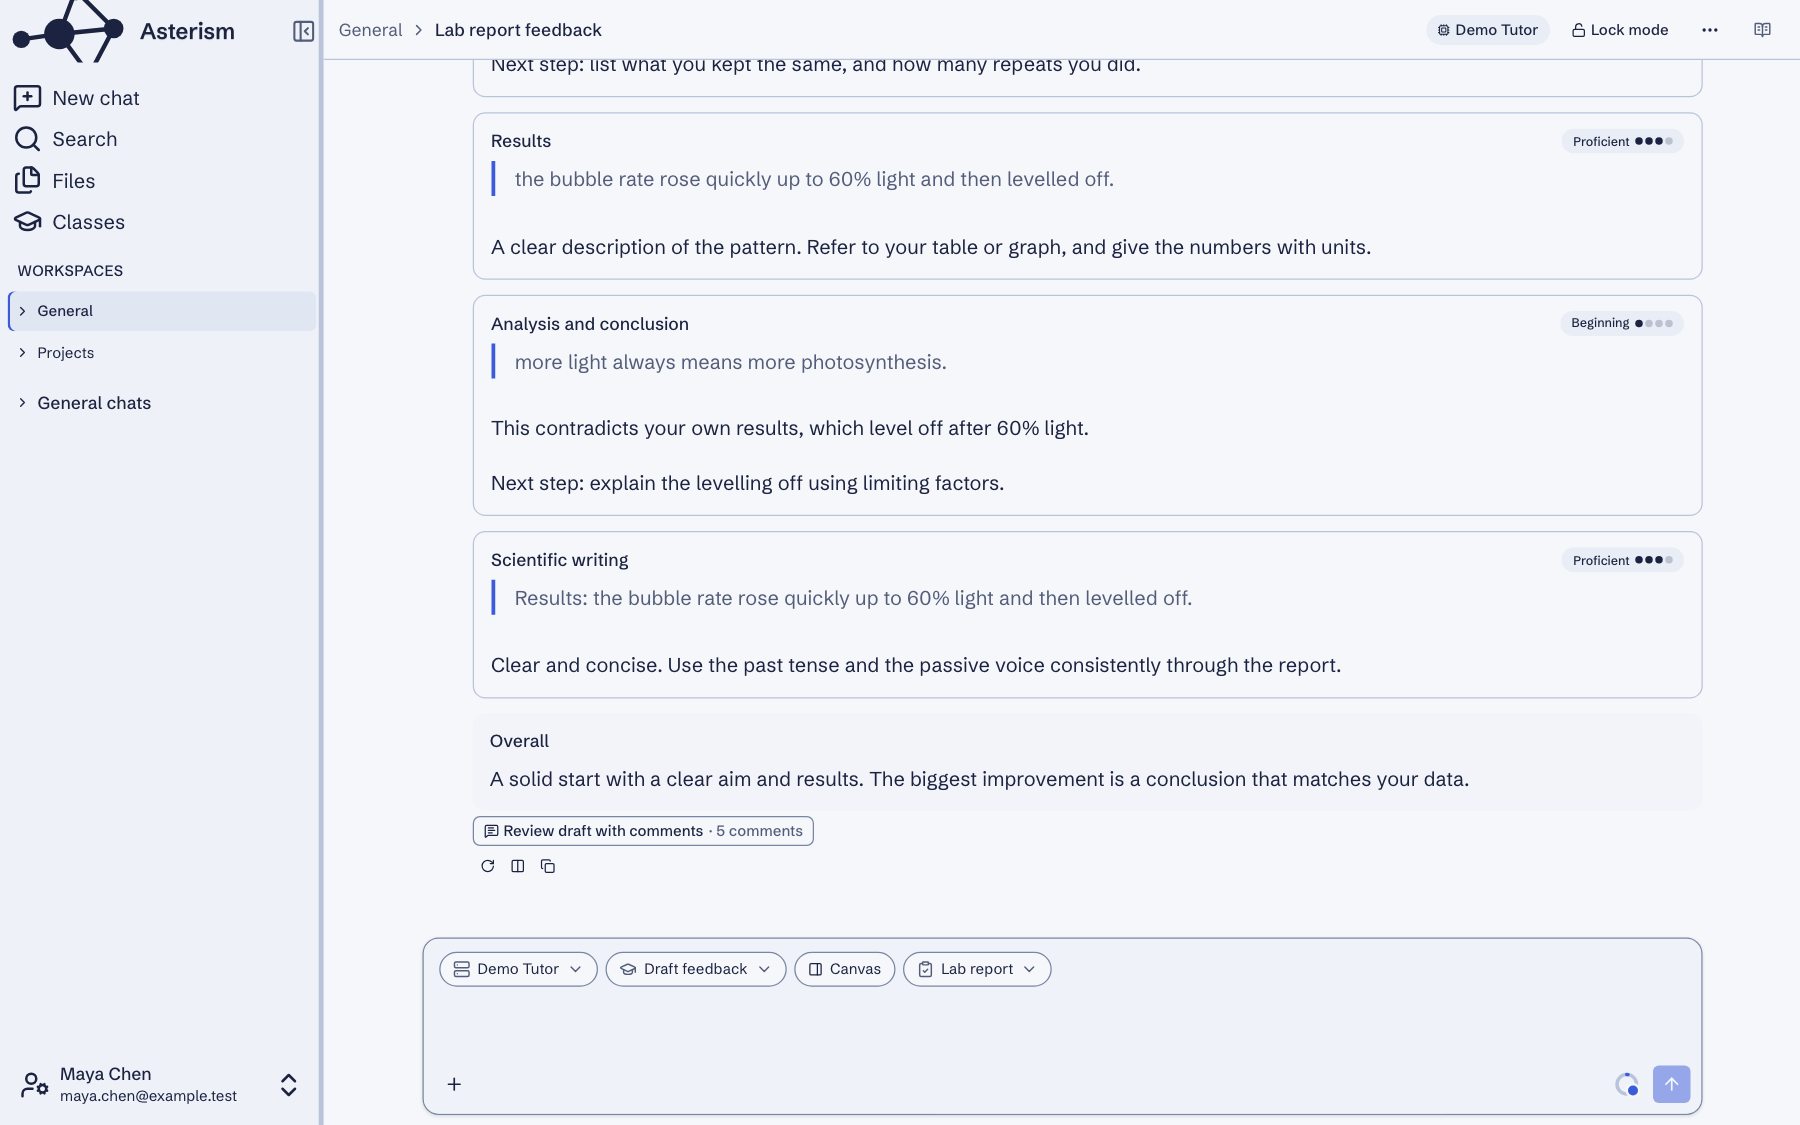 Asterism
New chat
Search
Files
Classes
WORKSPACES
General
Projects
General chats
Maya Chen
maya.chen@example.test
General > Lab report feedback
Demo Tutor
Lock mode
Next step: list what you kept the same, and how many repeats you did.
Results
Proficient
the bubble rate rose quickly up to 60% light and then levelled off.
A clear description of the pattern. Refer to your table or graph, and give the numbers with units.
Analysis and conclusion
Beginning
more light always means more photosynthesis.
This contradicts your own results, which level off after 60% light.
Next step: explain the levelling off using limiting factors.
Scientific writing
Proficient
Results: the bubble rate rose quickly up to 60% light and then levelled off.
Clear and concise. Use the past tense and the passive voice consistently through the report.
Overall
A solid start with a clear aim and results. The biggest improvement is a conclusion that matches your data.
Review draft with comments · 5 comments
Demo Tutor
Draft feedback
Canvas
Lab report